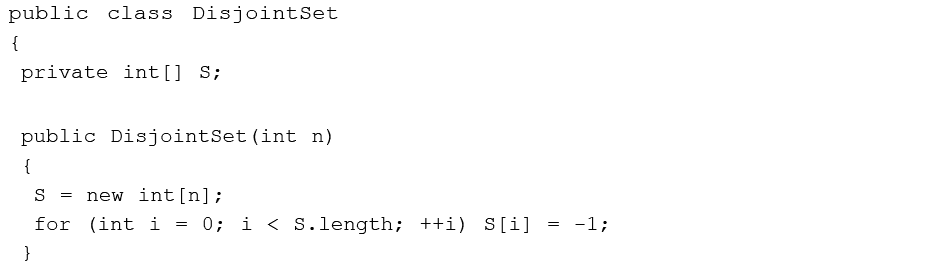 public class DisjointSet
{
private int[] S;
public DisjointSet(int n)
{
S = new int[n];
for (int i = 0; i < S.length; ++i) S[i] = -1;
}